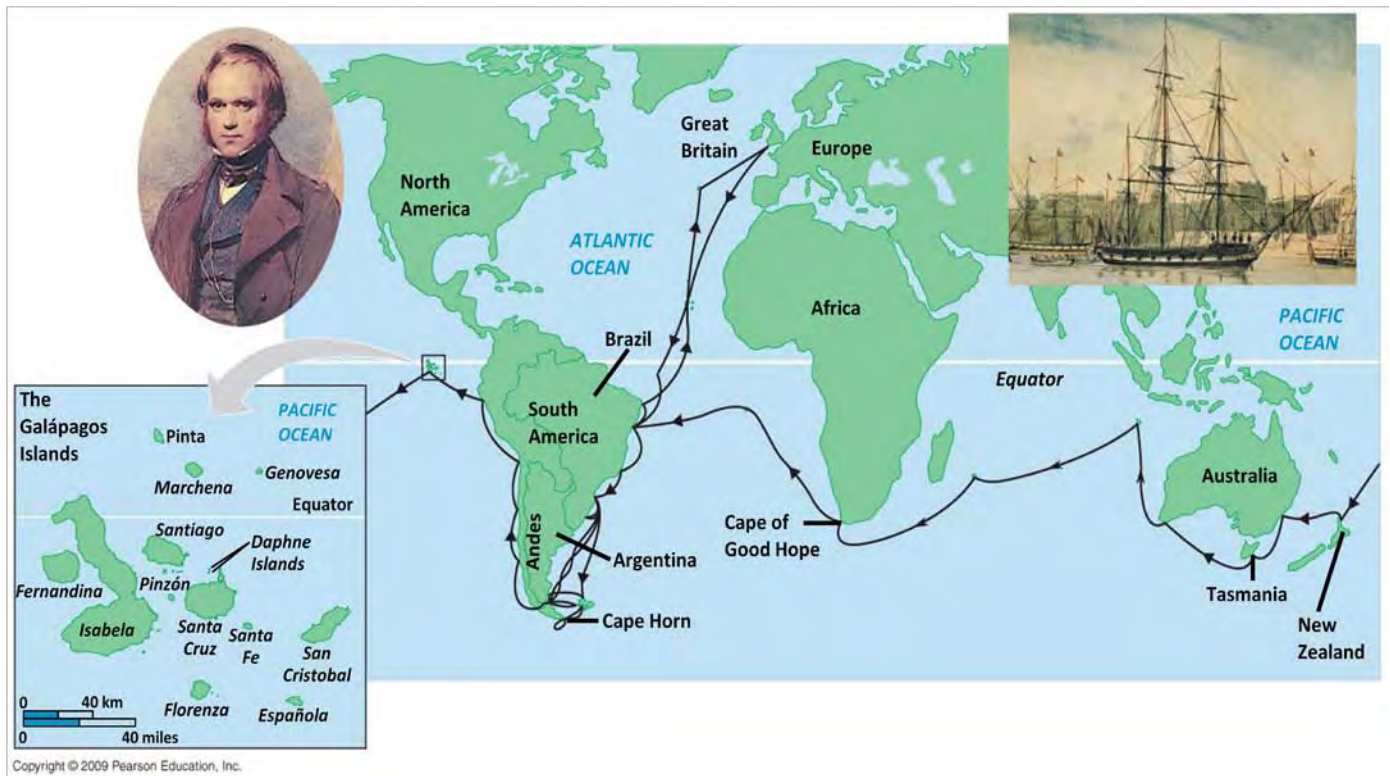 Great
Britain
Europe
North
America
ATLANTIC
OCEAN
Africa
Brazil
PACIFIC
OCEAN
Equator
South
America
Andes
Argentina
Cape Horn
Cape of
Good Hope
Australia
Tasmania
New
Zealand
The
Galápagos
Islands
PACIFIC
OCEAN
Pinta
Marchena
Genovesa
Equator
Santiago
Daphne
Islands
Pinzón
Fernandina
Isabela
Santa
Cruz
Santa
Fe
San
Cristobal
Florenza
Española
0 40 km
0 40 miles
Copyright © 2009 Pearson Education, Inc.